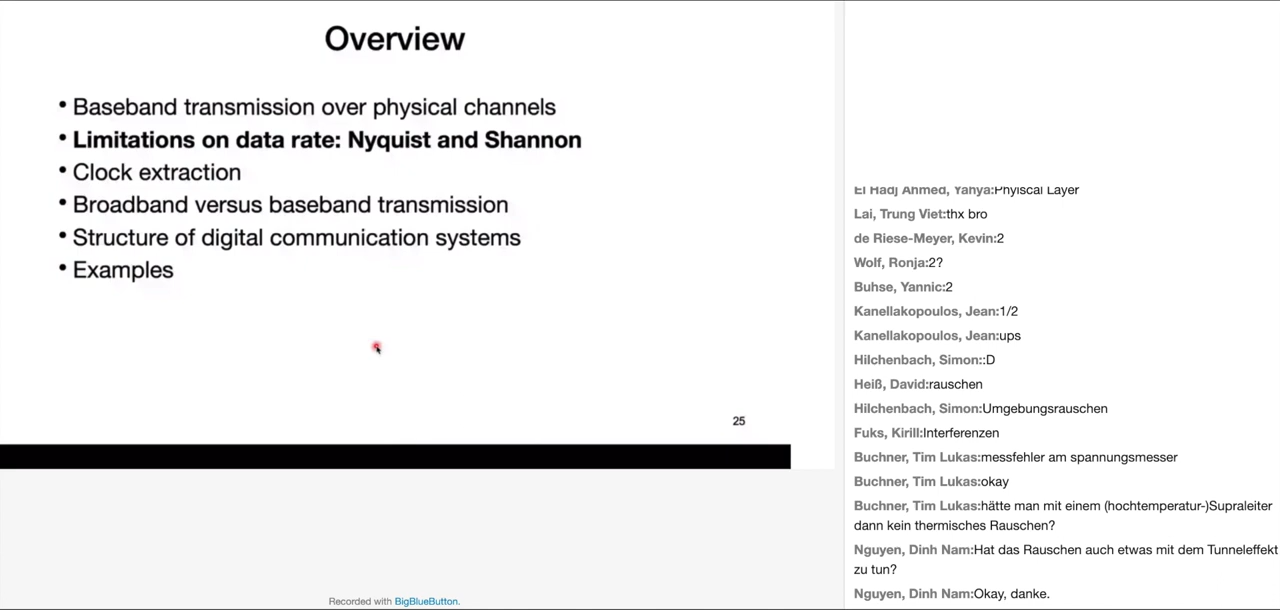 Overview
• Baseband transmission over physical channels
• Limitations on data rate: Nyquist and Shannon
• Clock extraction
• Broadband versus baseband transmission
• Structure of digital communication systems
• Examples
25
Recorded with BigBlueButton.
El Hadj Ahmed, Yahya:Phyiscal Layer
Lai, Trung Viet:thx bro
de Riese-Meyer, Kevin:2
Wolf, Ronja:2?
Buhse, Yannic:2
Kanellakopoulos, Jean:1/2
Kanellakopoulos, Jean:ups
Hilchenbach, Simon::D
Heiß, David:rauschen
Hilchenbach, Simon:Umgebungsrauschen
Fuks, Kirill:Interferenzen
Buchner, Tim Lukas:messfehler am spannungsmesser
Buchner, Tim Lukas:okay
Buchner, Tim Lukas:hätte man mit einem (hochtemperatur-)Supraleiter
dann kein thermisches Rauschen?
Nguyen, Dinh Nam:Hat das Rauschen auch etwas mit dem Tunneleffekt
zu tun?
Nguyen, Dinh Nam:Okay, danke.